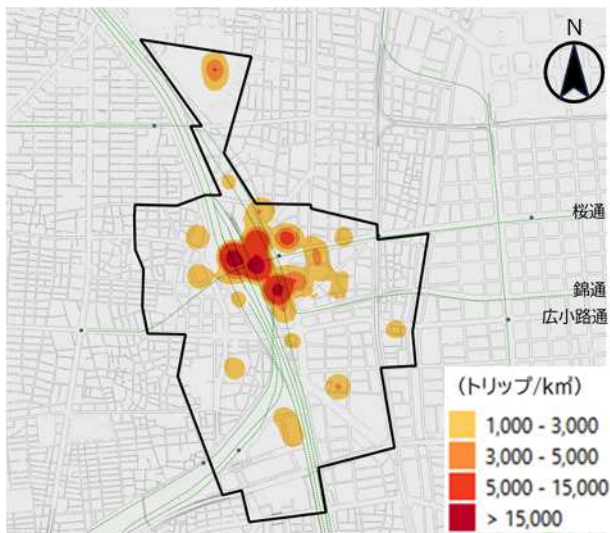 N
桜通
錦通
広小路通
(トリップ/k㎡)
1,000 - 3,000
3,000 - 5,000
5,000 - 15,000
> 15,000